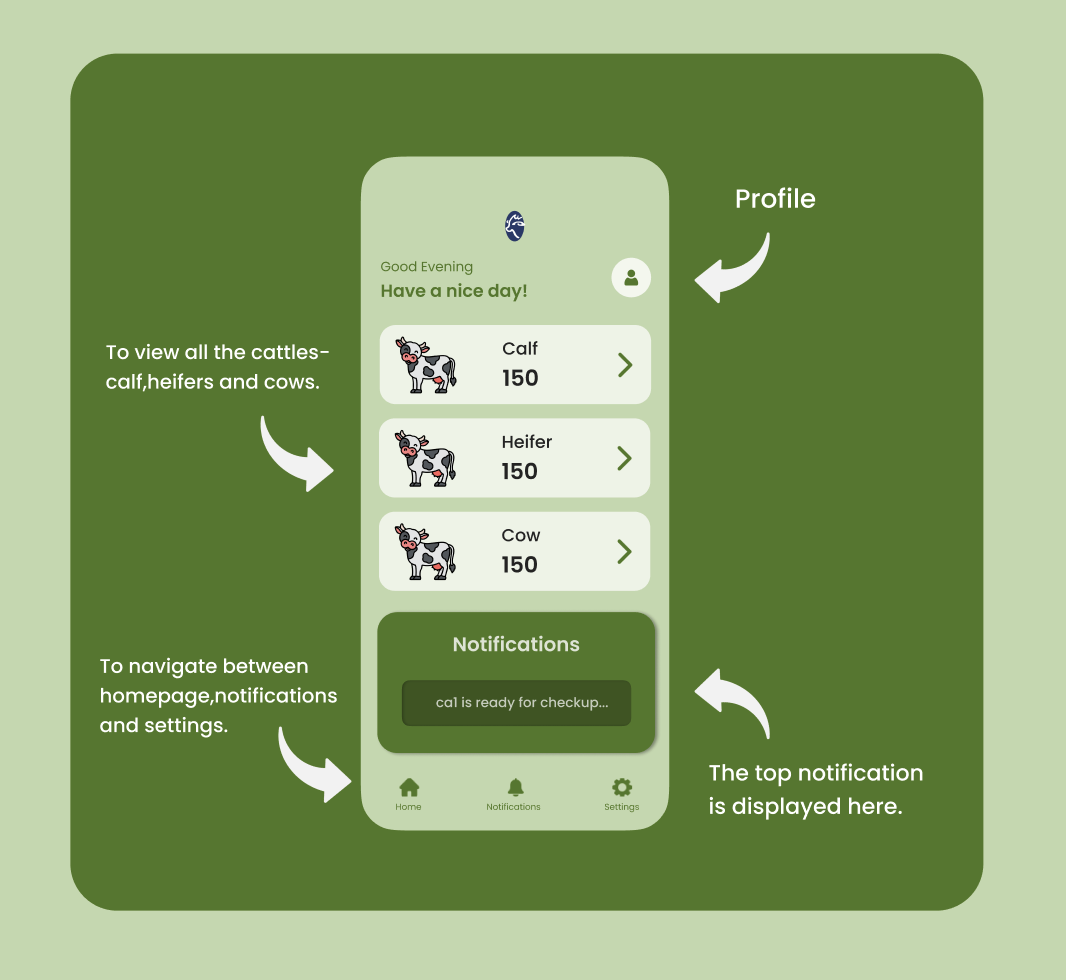 Profile
Good Evening
Have a nice day!
To view all the cattles-
calf,heifers and cows.
Calf
150
Heifer
150
Cow
150
Notifications
ca1 is ready for checkup...
To navigate between
homepage,notifications
and settings.
The top notification
is displayed here.
Home
Notifications
Settings